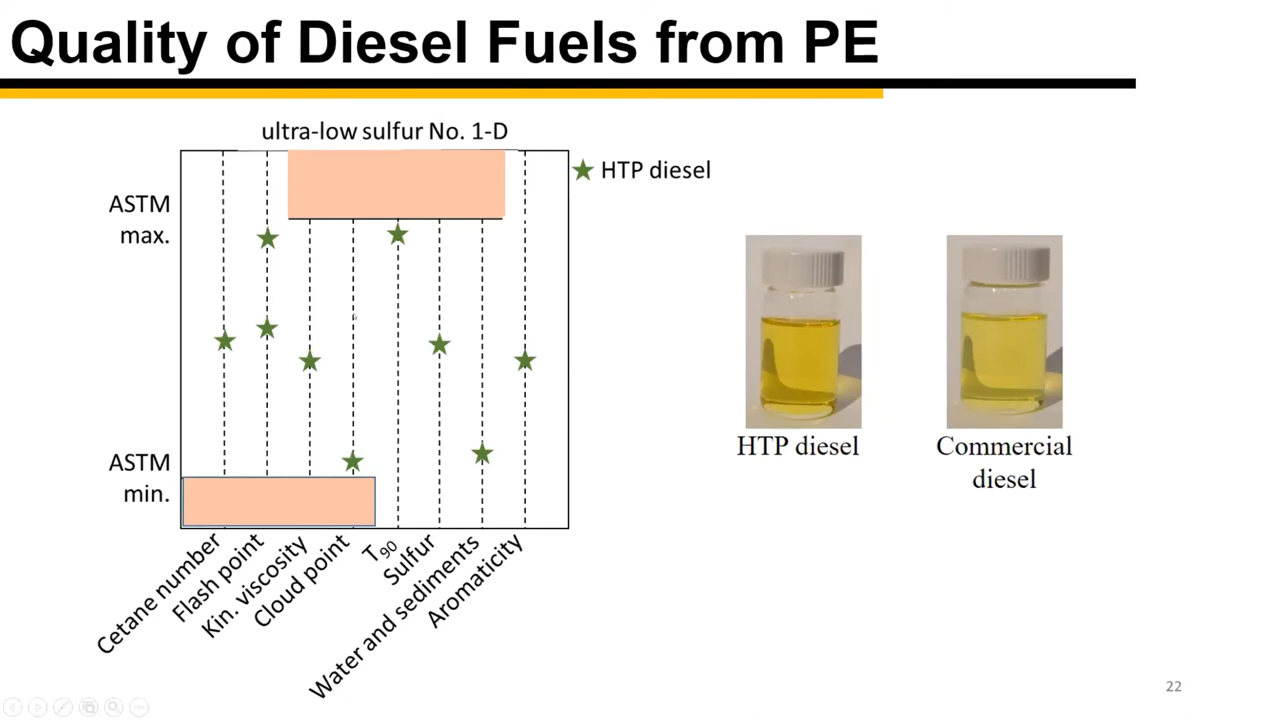 Quality of Diesel Fuels from PE
ultra-low sulfur No. 1-D
HTP diesel
ASTM
max.
ASTM
min.
Cetane number
Flash point
Kin. viscosity
Cloud point
T90
Sulfur
Water and sediments
Aromaticity
HTP diesel
Commercial
diesel
22